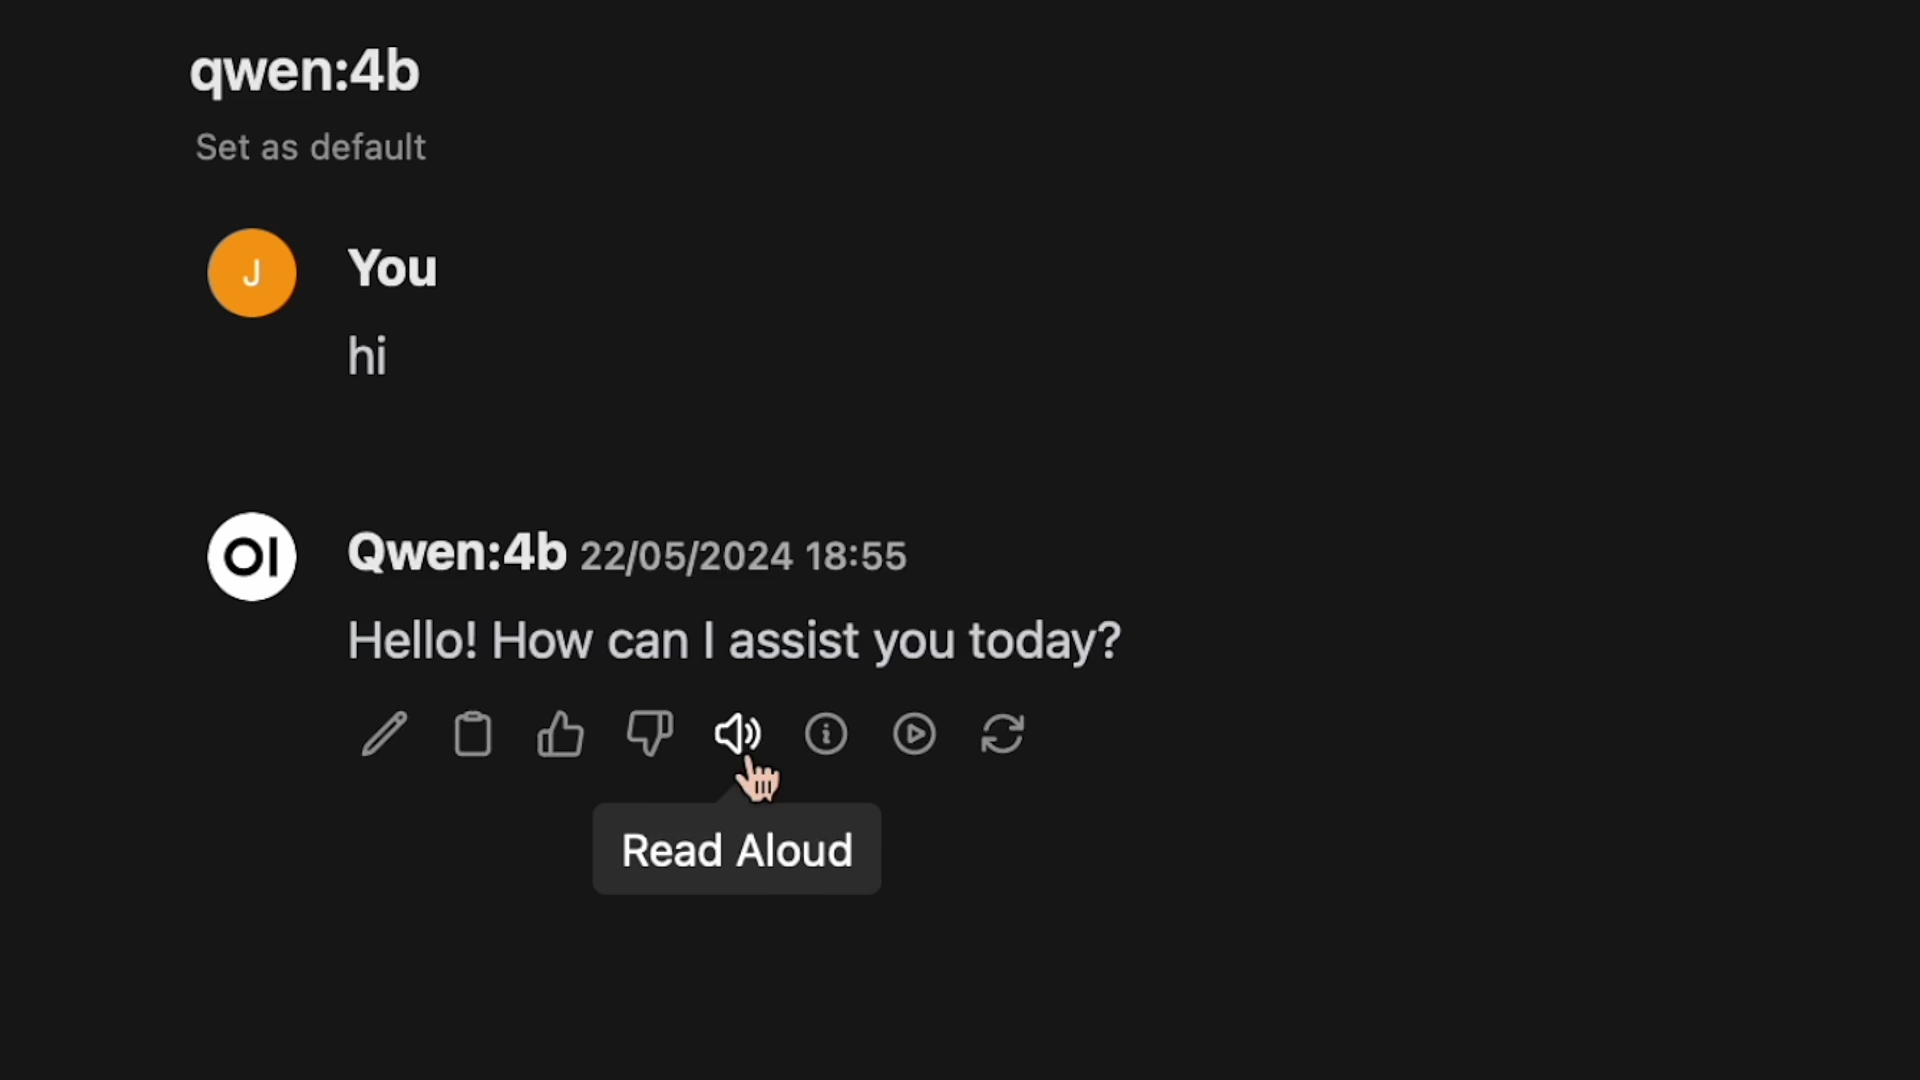 qwen:4b
Set as default
J
You
hi
OI
Qwen:4b 22/05/2024 18:55
Hello! How can I assist you today?
Read Aloud